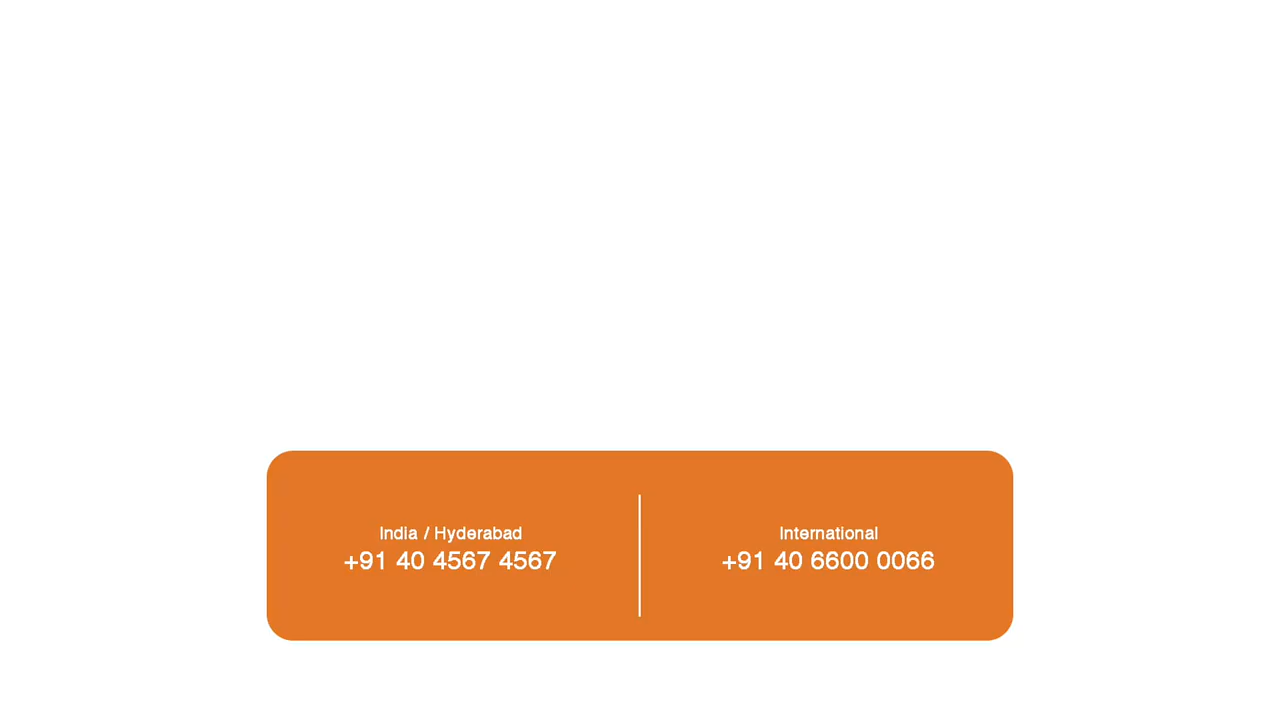 India / Hyderabad
+91 40 4567 4567
International
+91 40 6600 0066